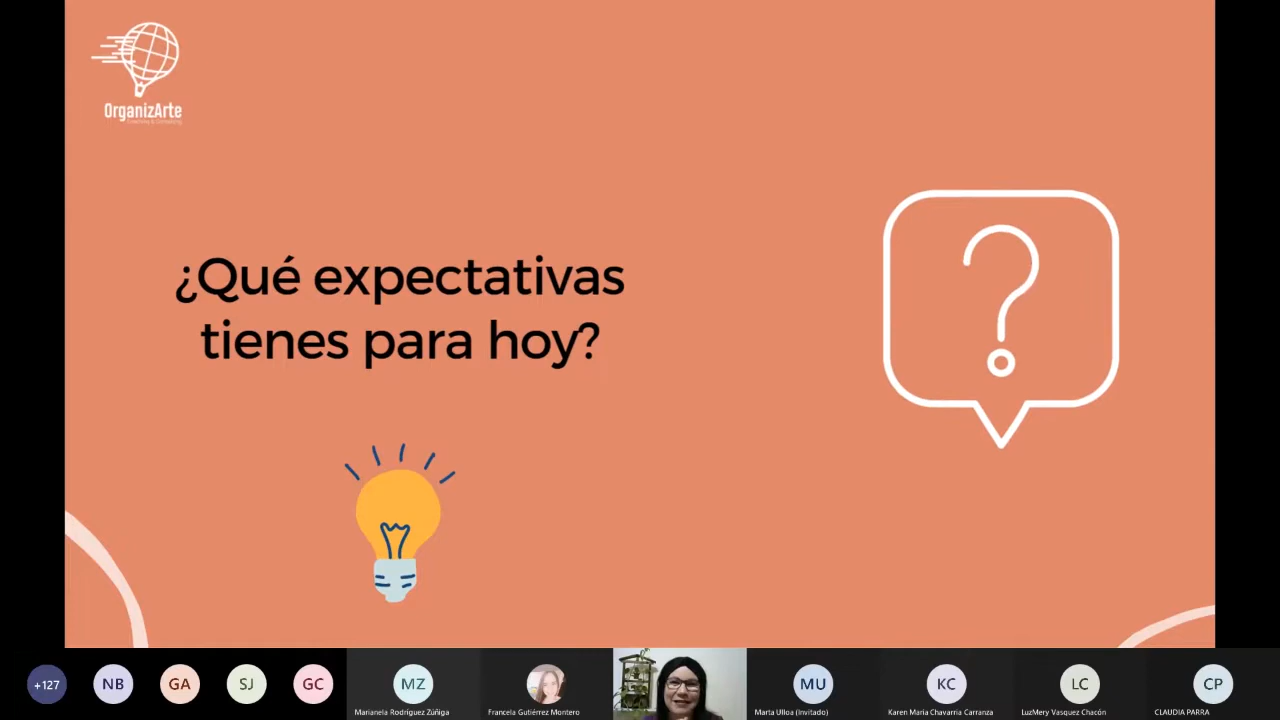 OrganizArte
¿Qué expectativas
tienes para hoy?
+127
NB
GA
SJ
GC
MZ
MU
KC
LC
CP
Marianela Rodríguez Zúñiga
Francela Gutiérrez Montero
Marta Ulloa (Invitado)
Karen Maria Chavarria Carranza
LuzMery Vasquez Chacón
CLAUDIA PARRA